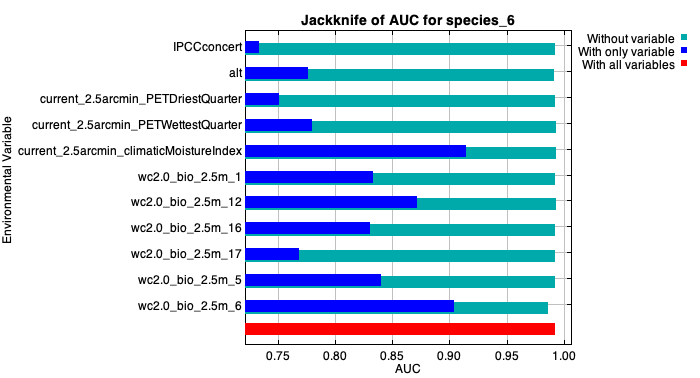 Jackknife of AUC for species_6
Without variable
With only variable
With all variables
Environmental Variable
IPCCconcert
alt
current_2.5arcmin_PETDriestQuarter
current_2.5arcmin_PETWettestQuarter
current_2.5arcmin_climaticMoistureIndex
wc2.0_bio_2.5m_1
wc2.0_bio_2.5m_12
wc2.0_bio_2.5m_16
wc2.0_bio_2.5m_17
wc2.0_bio_2.5m_5
wc2.0_bio_2.5m_6
0.75 0.80 0.85 0.90 0.95 1.00
AUC